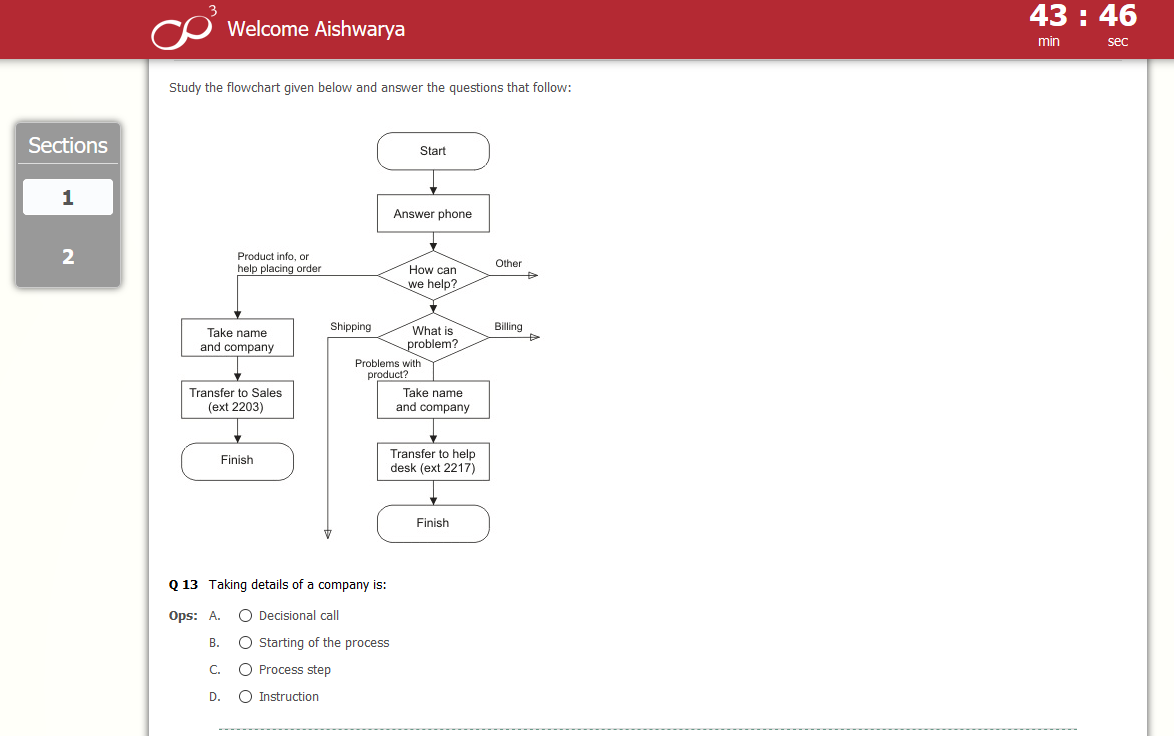 3
Welcome Aishwarya
43 : 46
min sec
Study the flowchart given below and answer the questions that follow:
Sections
1
2
Start
Answer phone
Product info, or
help placing order
How can
we help?
Other
Take name
and company
Shipping
What is
problem?
Billing
Problems with
product?
Transfer to Sales
(ext 2203)
Take name
and company
Finish
Transfer to help
desk (ext 2217)
Finish
Q 13 Taking details of a company is:
Ops: A. Decisional call
B. Starting of the process
C. Process step
D. Instruction